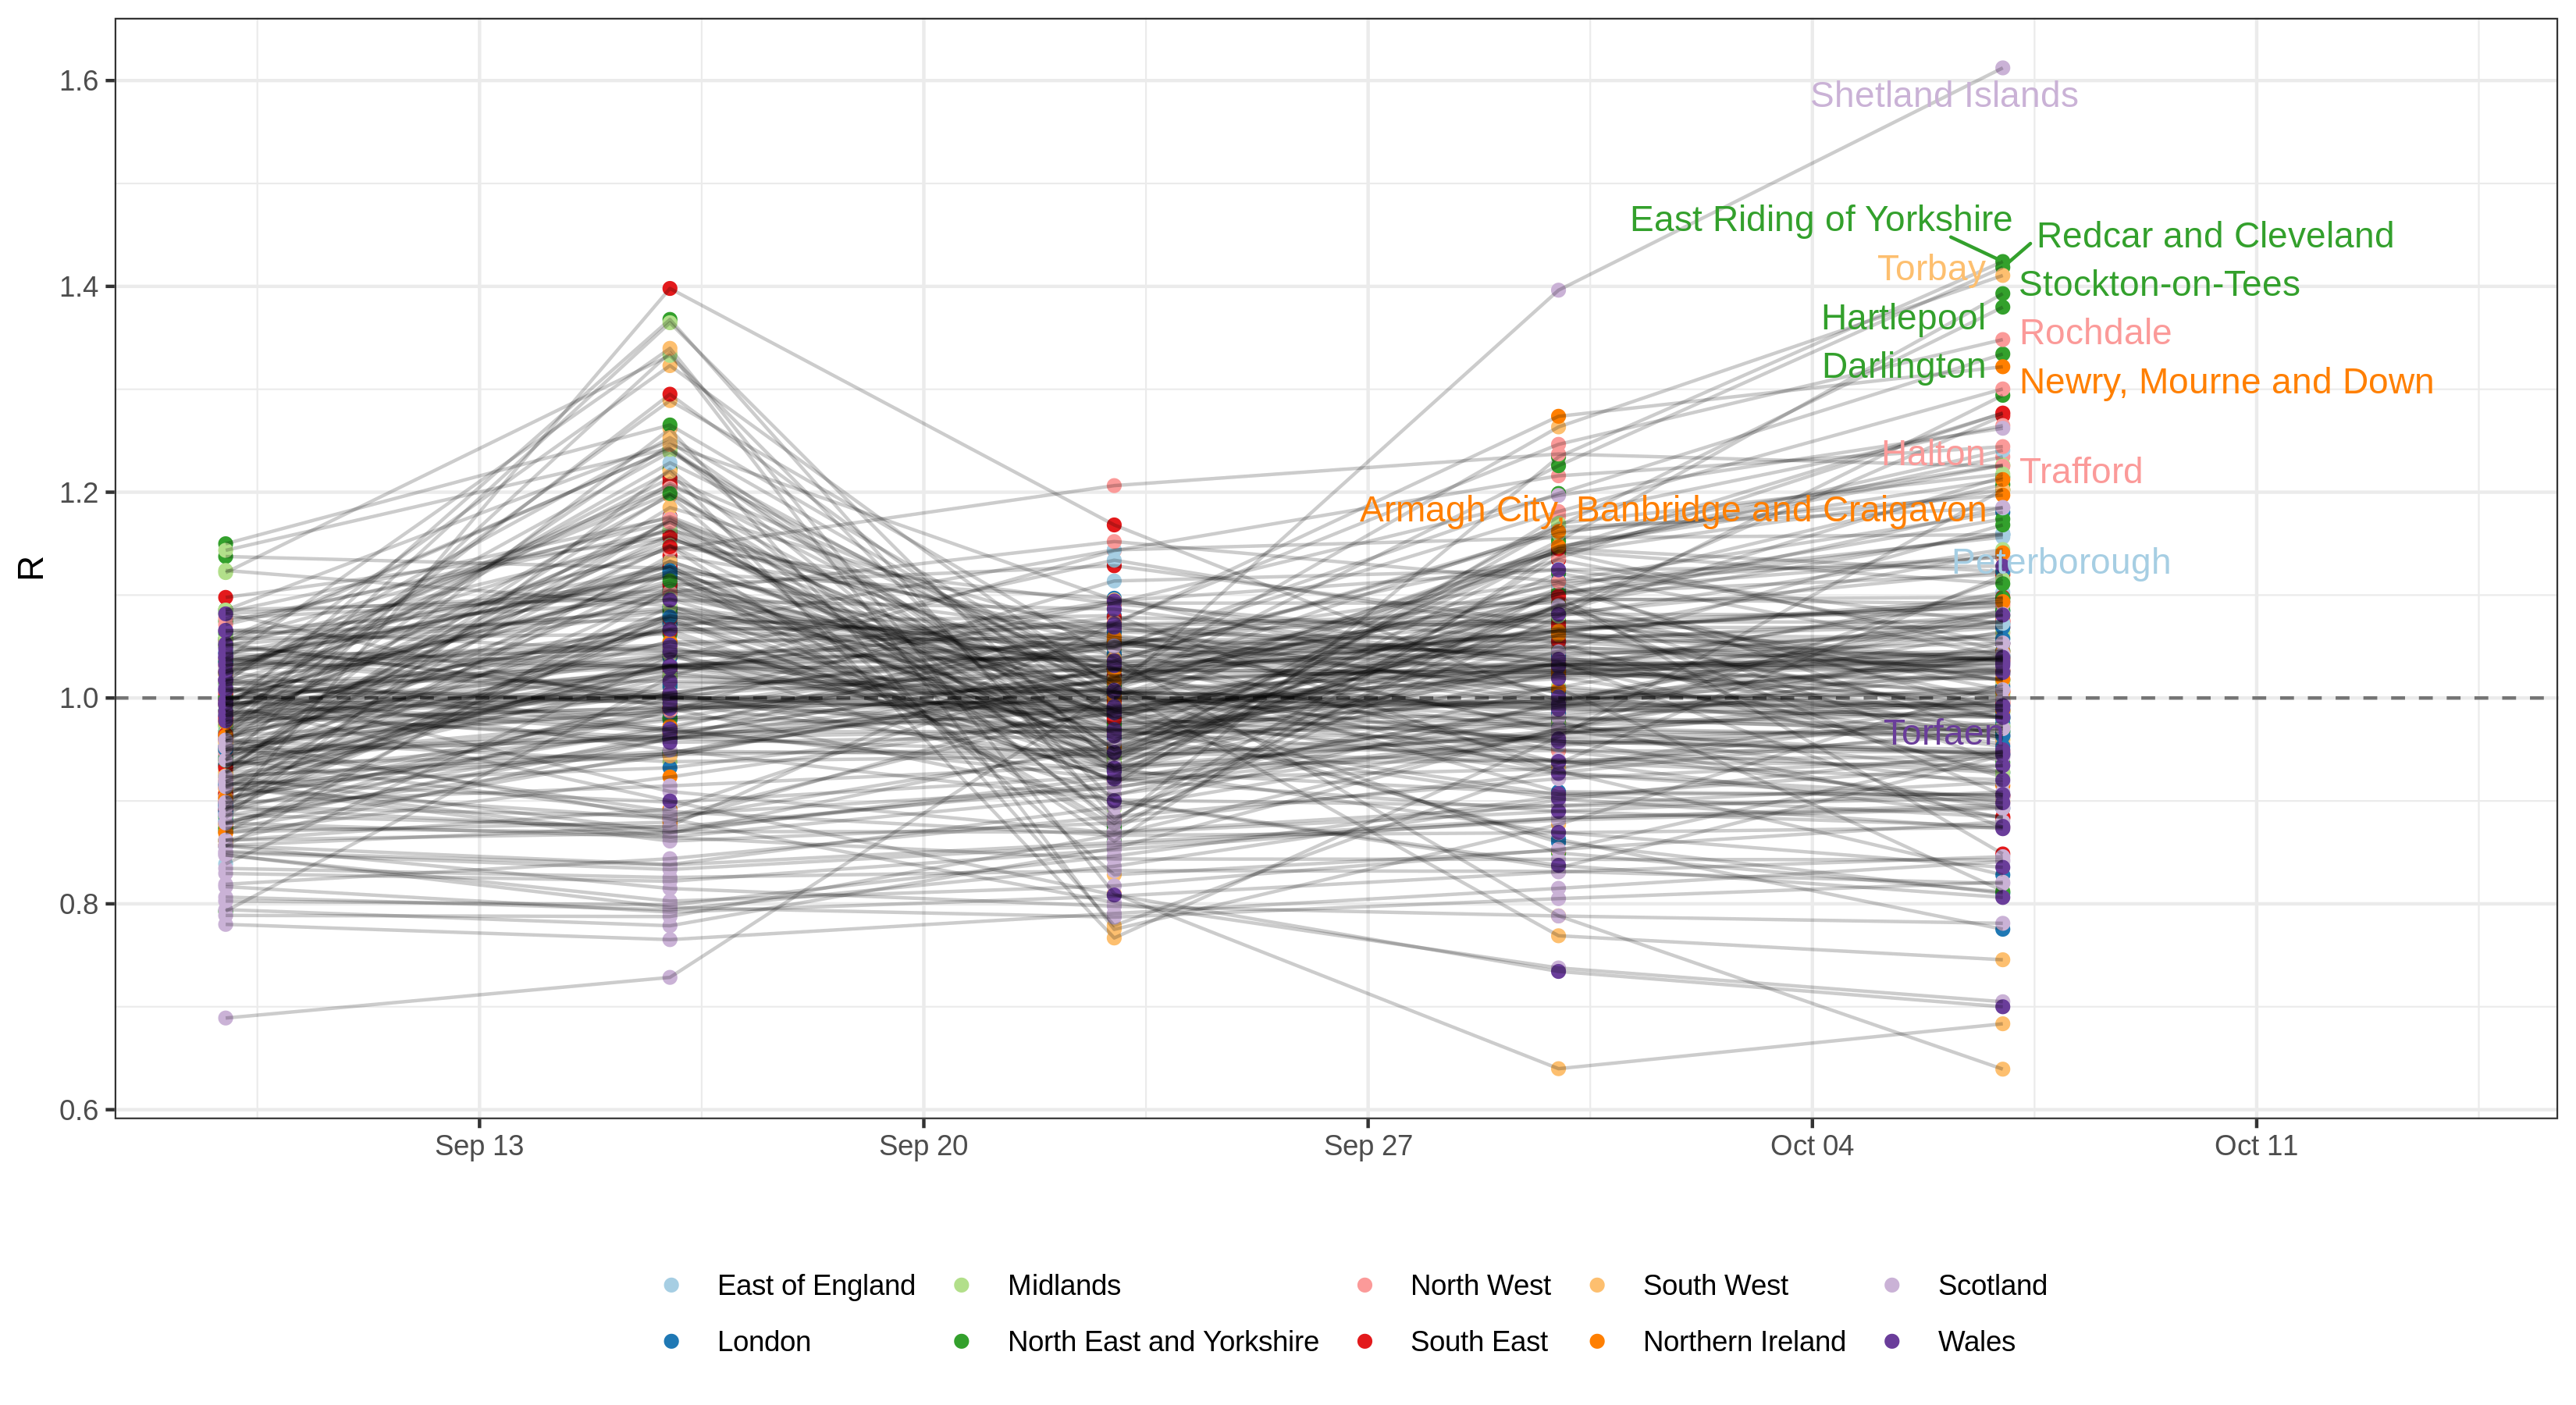 R
1.6
1.4
1.2
1.0
0.8
0.6
Shetland Islands
East Riding of Yorkshire
Redcar and Cleveland
Torbay
Stockton-on-Tees
Hartlepool
Rochdale
Darlington
Newry, Mourne and Down
Halton
Trafford
Armagh City, Banbridge and Craigavon
Peterborough
Torfaen
Sep 13 Sep 20 Sep 27 Oct 04 Oct 11
East of England Midlands North West South West Scotland
London North East and Yorkshire South East Northern Ireland Wales